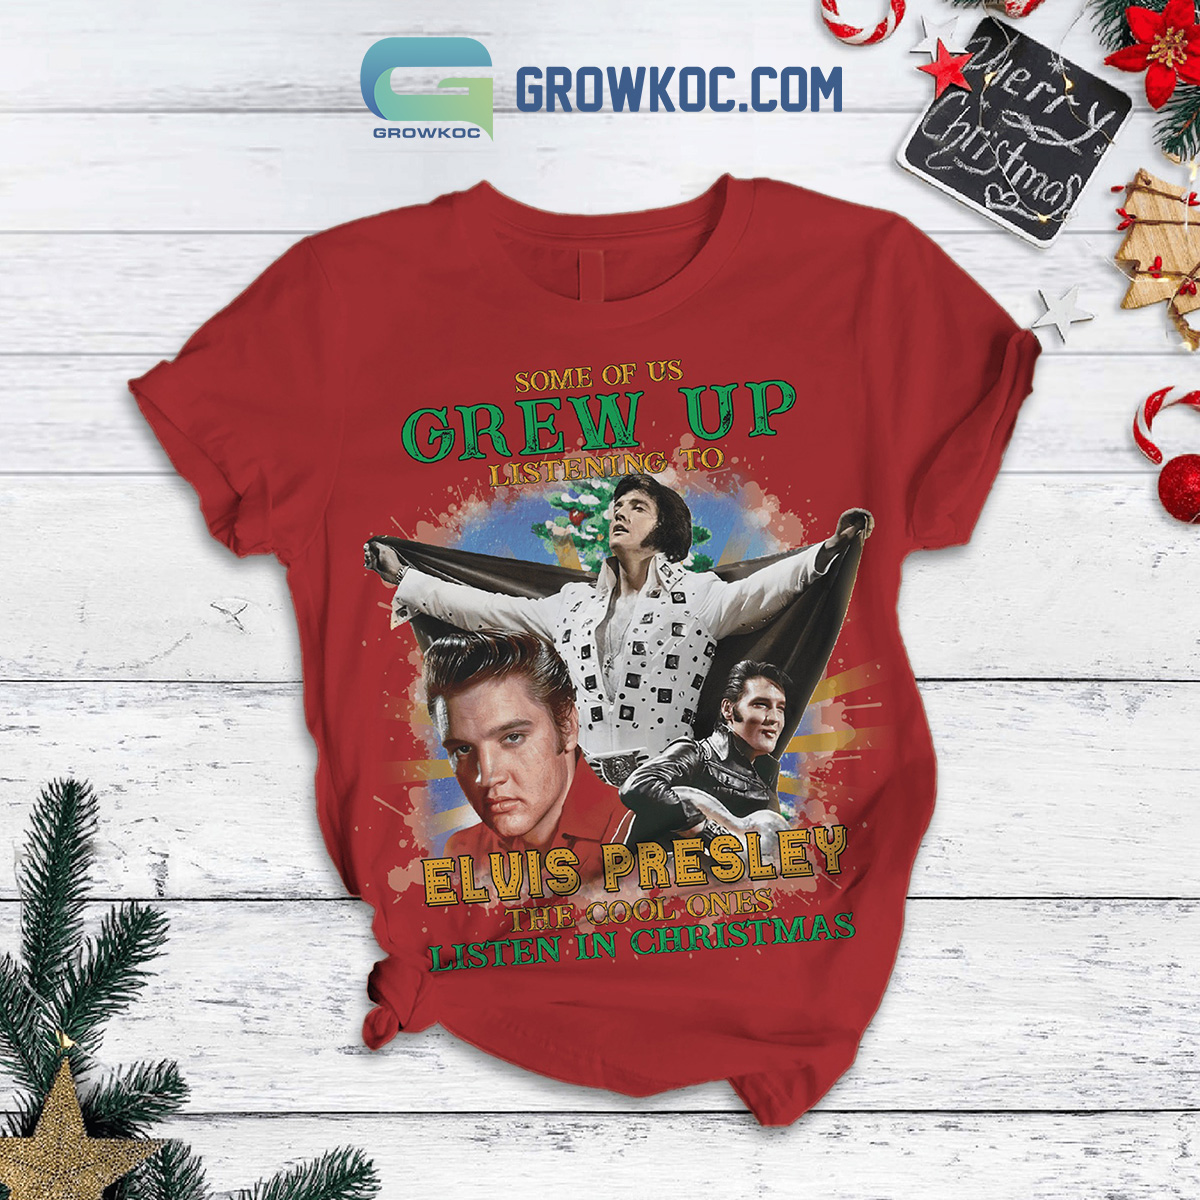 GROWKOC
GROWKOC.COM
Merry
Christmas
SOME OF US
GREW UP
LISTENING TO
ELVIS PRESLEY
THE COOL ONES
LISTEN IN CHRISTMAS